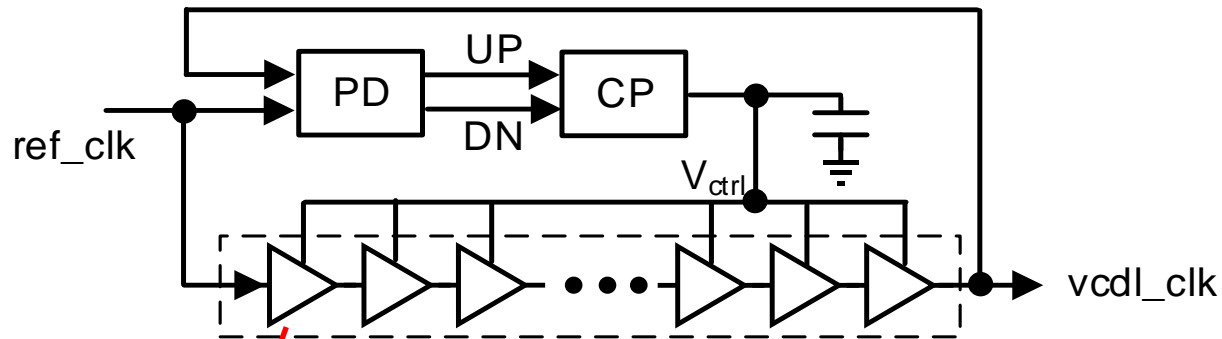 UP
PD
CP
DN
ref_clk
Vctrl
vcdl_clk